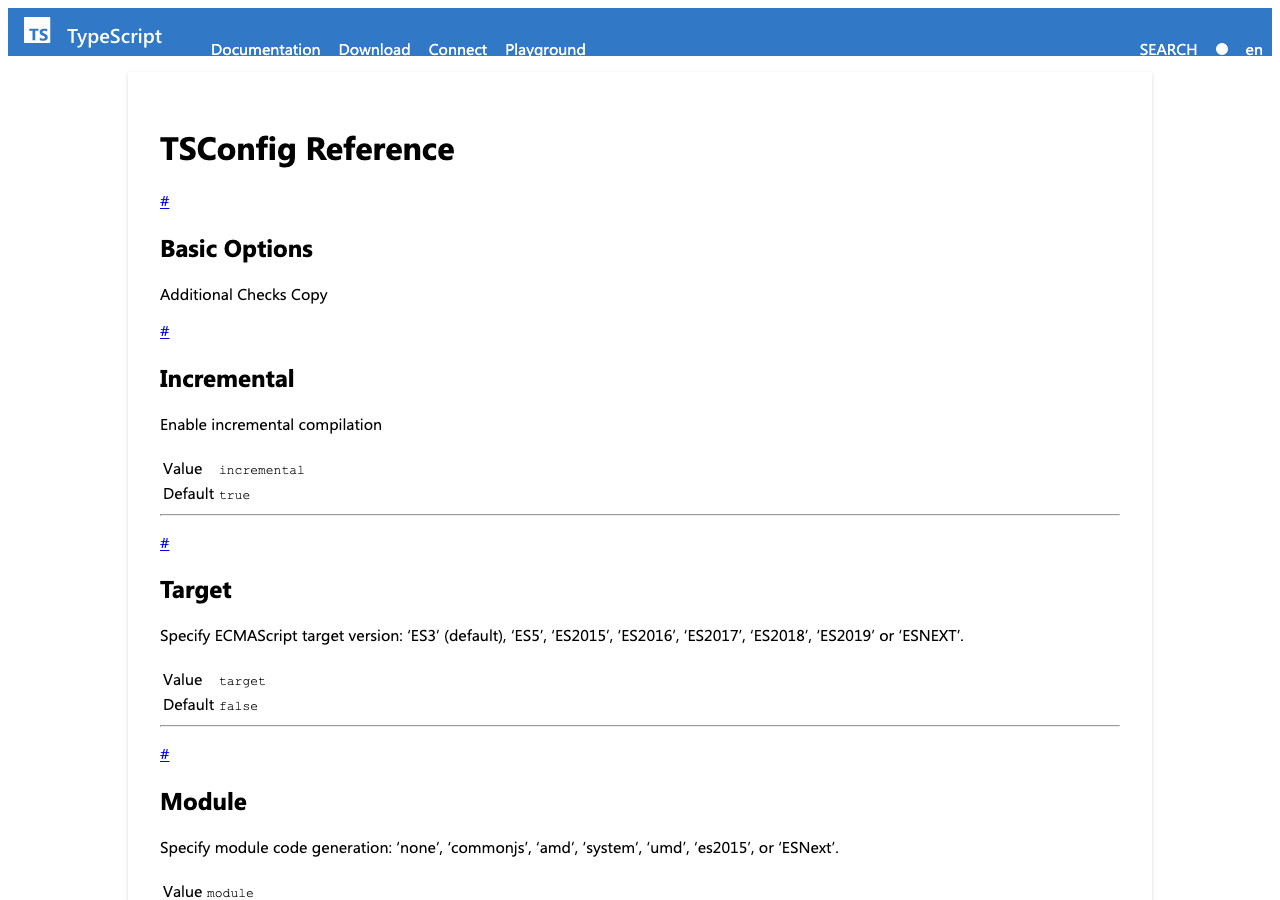 TS TypeScript Documentation Download Connect Playground SEARCH en
TSConfig Reference
#
Basic Options
Additional Checks Copy
#
Incremental
Enable incremental compilation
Value incremental
Default true
#
Target
Specify ECMAScript target version: ‘ES3’ (default), ‘ES5’, ‘ES2015’, ‘ES2016’, ‘ES2017’, ‘ES2018’, ‘ES2019’ or ‘ESNEXT’.
Value target
Default false
#
Module
Specify module code generation: ‘none’, ‘commonjs’, ‘amd’, ‘system’, ‘umd’, ‘es2015’, or ‘ESNext’.
Value module